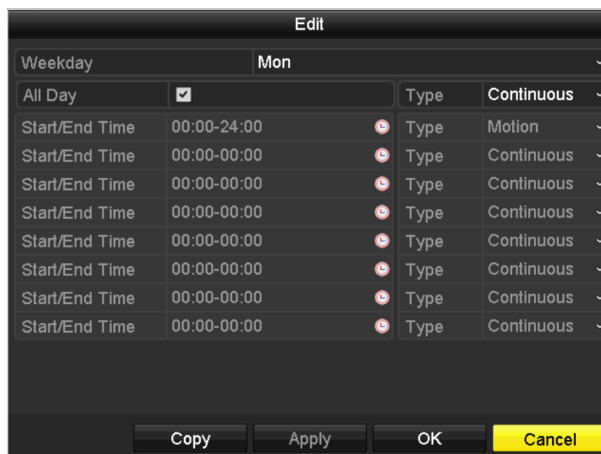 Edit
Weekday Mon
All Day Type Continuous
Start/End Time 00:00-24:00 Type Motion
Start/End Time 00:00-00:00 Type Continuous
Start/End Time 00:00-00:00 Type Continuous
Start/End Time 00:00-00:00 Type Continuous
Start/End Time 00:00-00:00 Type Continuous
Start/End Time 00:00-00:00 Type Continuous
Start/End Time 00:00-00:00 Type Continuous
Start/End Time 00:00-00:00 Type Continuous
Copy Apply OK Cancel